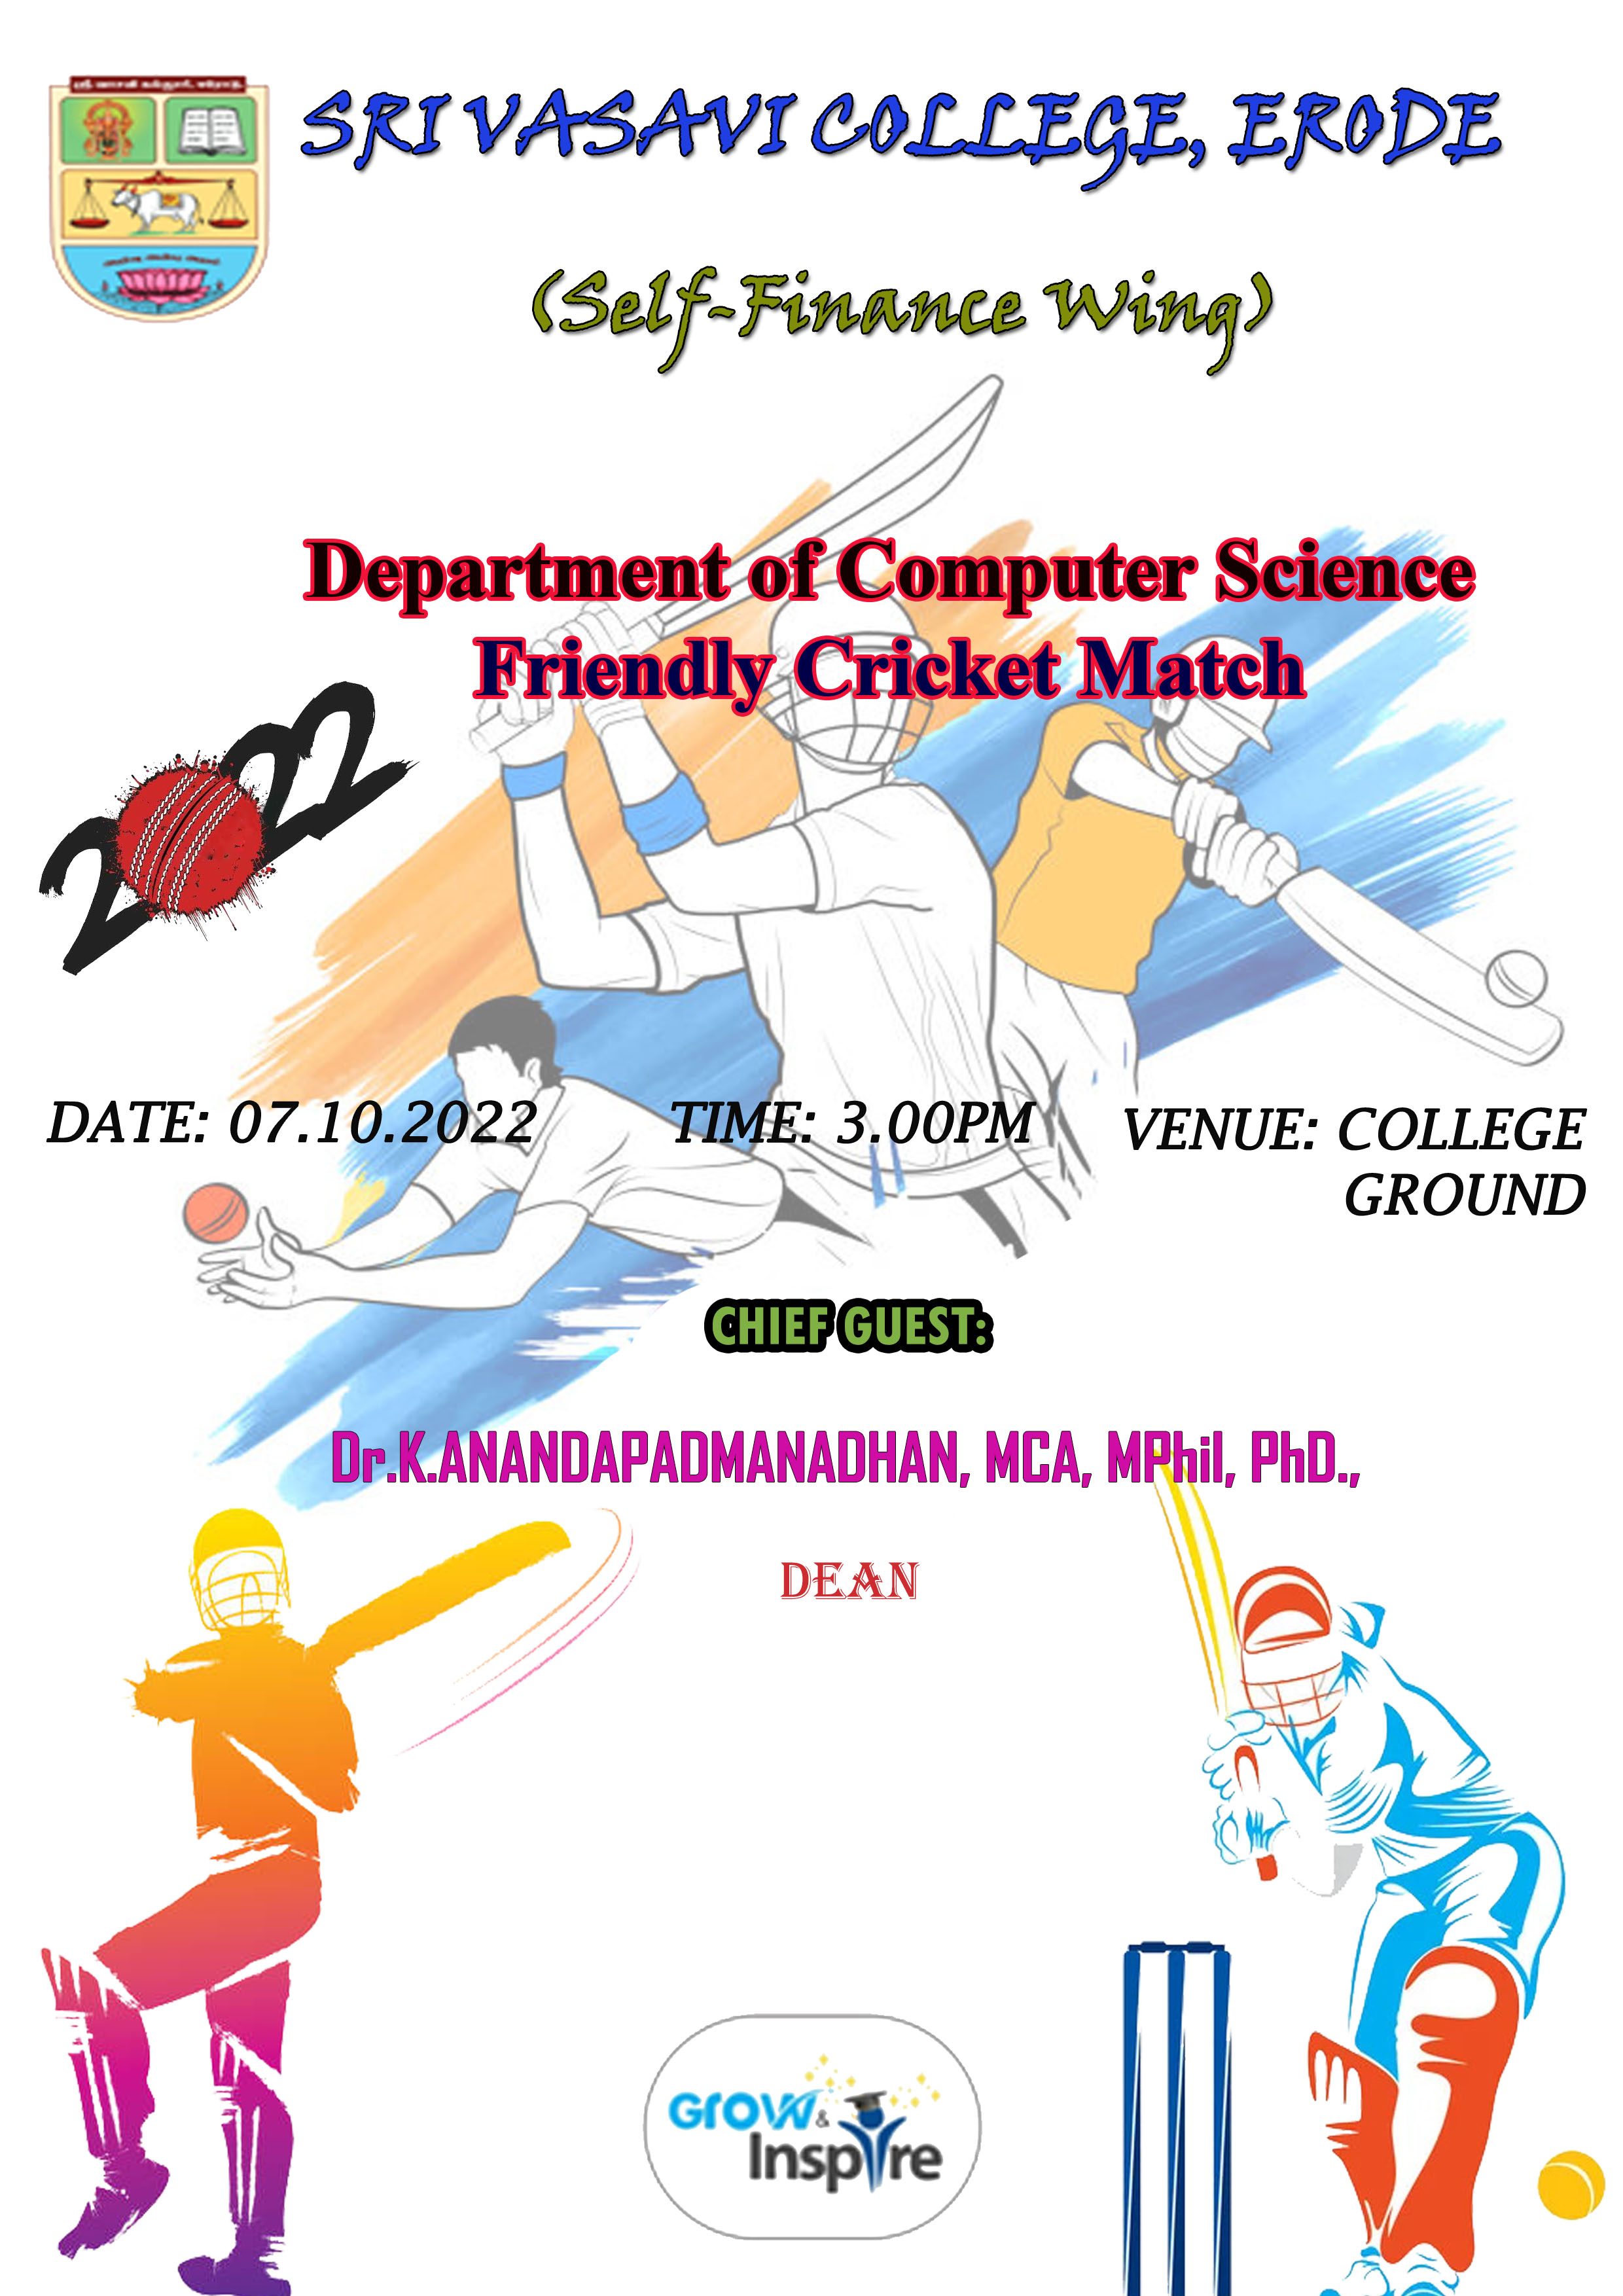 SRI VASAVI COLLEGE, ERODE
(Self-Finance Wing)
Department of Computer Science
Friendly Cricket Match
2022
DATE: 07.10.2022
TIME: 3.00PM
VENUE: COLLEGE
GROUND
CHIEF GUEST:
Dr.K.ANANDAPADMANADHAN, MCA, MPhil, PhD.,
DEAN
Grow &
Inspire